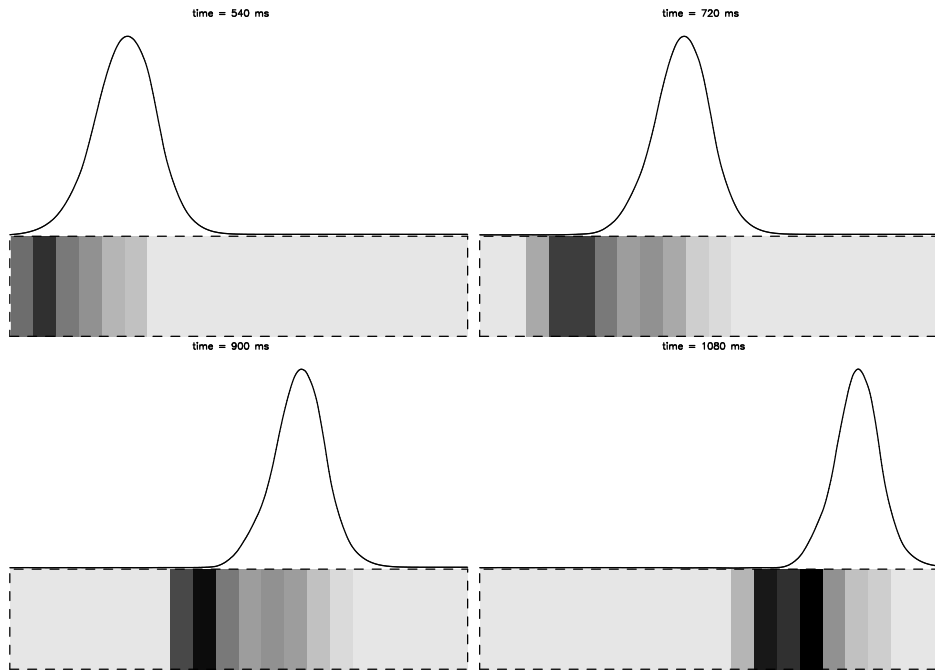 time = 540 ms
time = 720 ms
time = 900 ms
time = 1080 ms